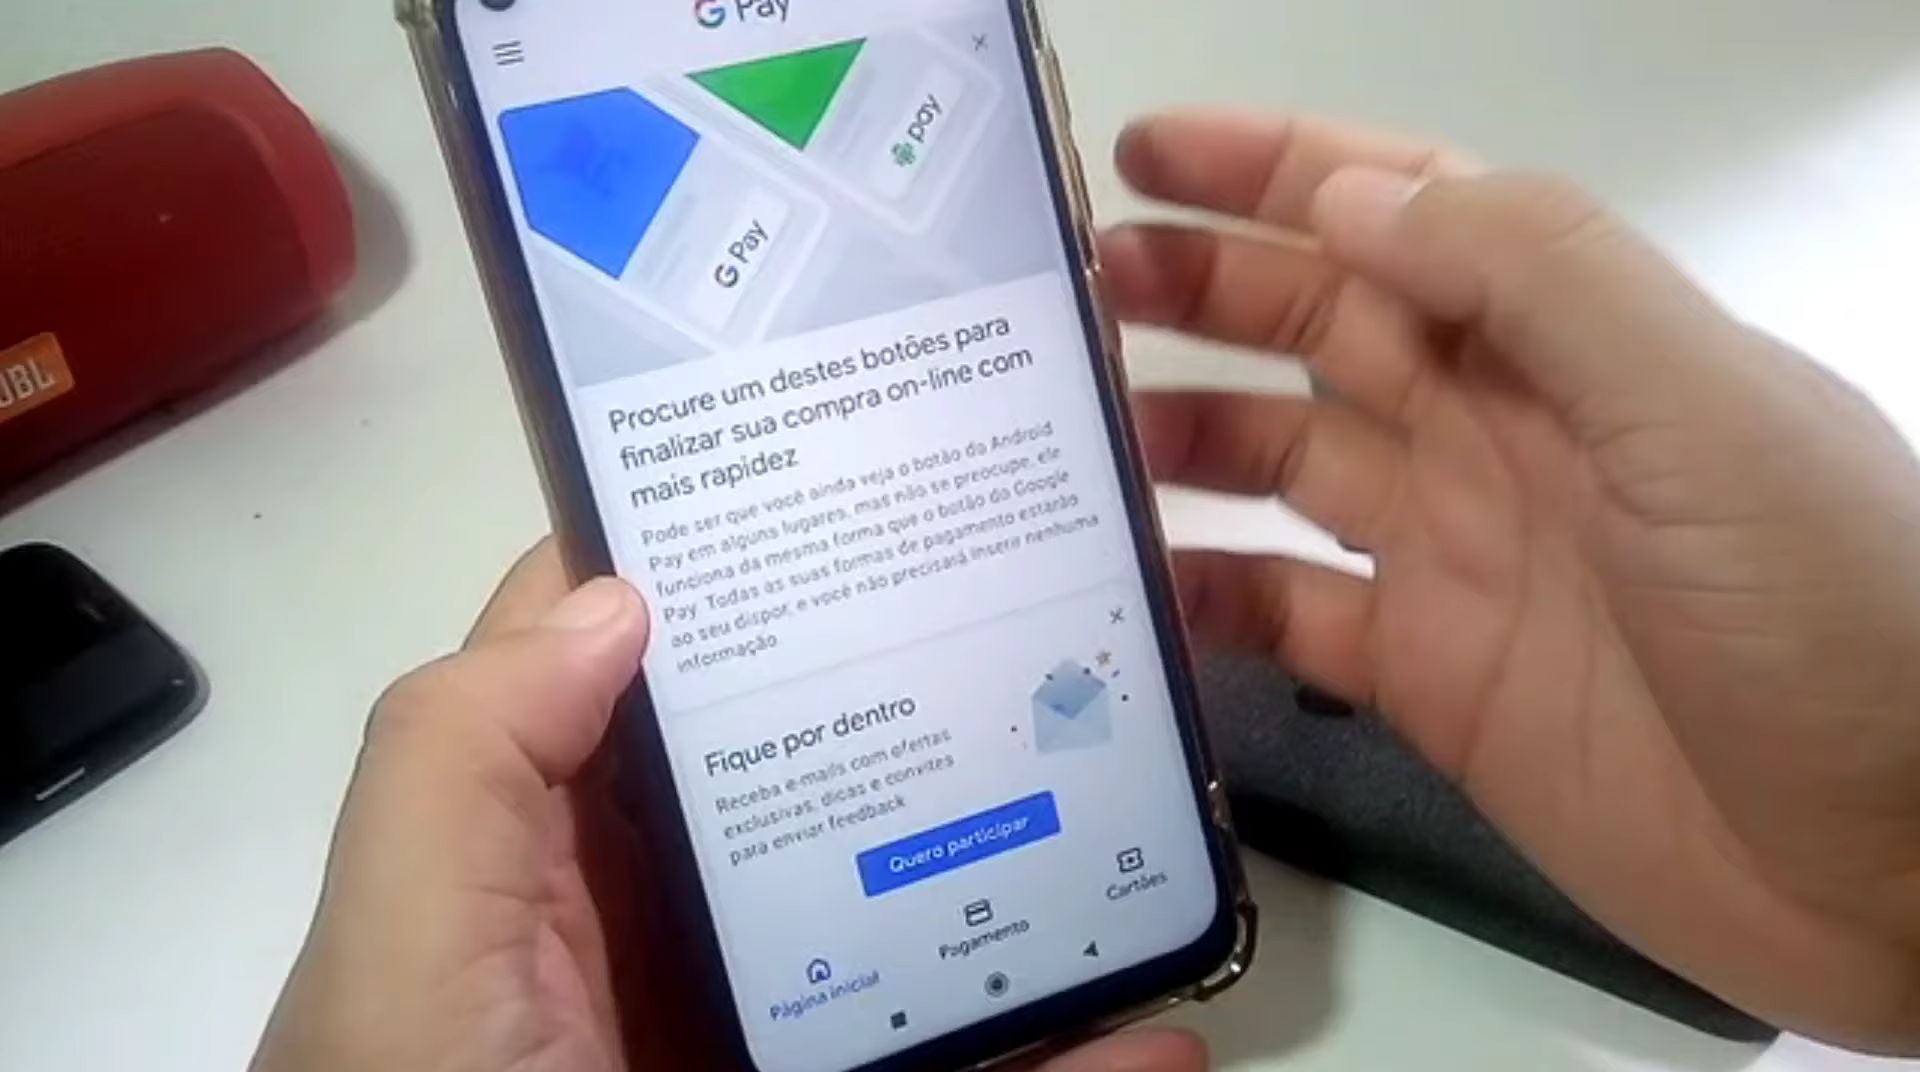 G Pay
pay
G Pay
Procure um destes botões para
finalizar sua compra on-line com
mais rapidez
Pode ser que você ainda veja o botão do Android
Pay em alguns lugares, mas não se preocupe, ele
funciona da mesma forma que o botão do Google
Pay. Todas as suas formas de pagamento estarão
ao seu dispor, e você não precisará inserir nenhuma
informação
Fique por dentro
Receba e-mails com ofertas
exclusivas, dicas e convites
para enviar feedback
Quero participar
Página inicial
Pagamento
Cartões
JBL